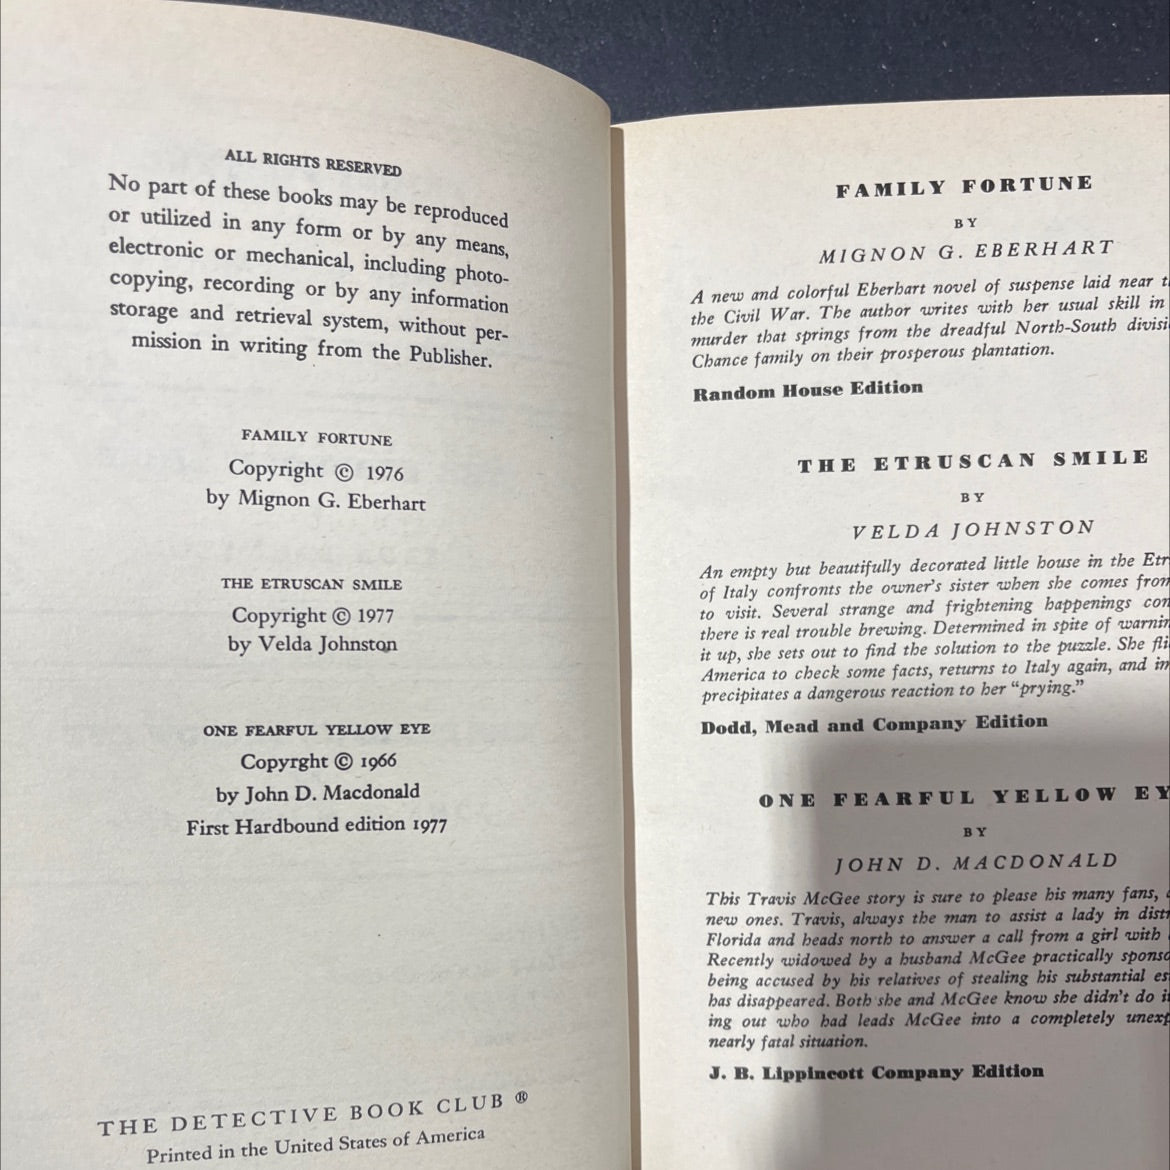 ALL RIGHTS RESERVED
No part of these books may be reproduced
or utilized in any form or by any means,
electronic or mechanical, including photo-
copying, recording or by any information
storage and retrieval system, without per-
mission in writing from the Publisher.
FAMILY FORTUNE
Copyright © 1976
by Mignon G. Eberhart
THE ETRUSCAN SMILE
Copyright © 1977
by Velda Johnston
ONE FEARFUL YELLOW EYE
Copyrght © 1966
by John D. Macdonald
First Hardbound edition 1977
THE DETECTIVE BOOK CLUB ®
Printed in the United States of America
FAMILY FORTUNE
BY
MIGNON G. EBERHART
A new and colorful Eberhart novel of suspense laid near
the Civil War. The author writes with her usual skill in
murder that springs from the dreadful North-South
Chance family on their prosperous plantation.
Random House Edition
THE ETRUSCAN SMILE
BY
VELDA JOHNSTON
An empty but beautifully decorated little house in the
of Italy confronts the owner's sister when she comes from
to visit. Several strange and frightening happenings
there is real trouble brewing. Determined in spite of
it up, she sets out to find the solution to the puzzle. She
America to check some facts, returns to Italy again, and
precipitates a dangerous reaction to her "prying."
Dodd, Mead and Company Edition
ONE FEARFUL YELLOW
BY
JOHN D. MACDONALD
This Travis McGee story is sure to please his many fans,
new ones. Travis, always the man to assist a lady in
Florida and heads north to answer a call from a girl with
Recently widowed by a husband McGee practically
being accused by his relatives of stealing his substantial
has disappeared. Both she and McGee know she didn't do
ing out who had leads McGee into a completely
nearly fatal situation.
J. B. Lippincott Company Edition